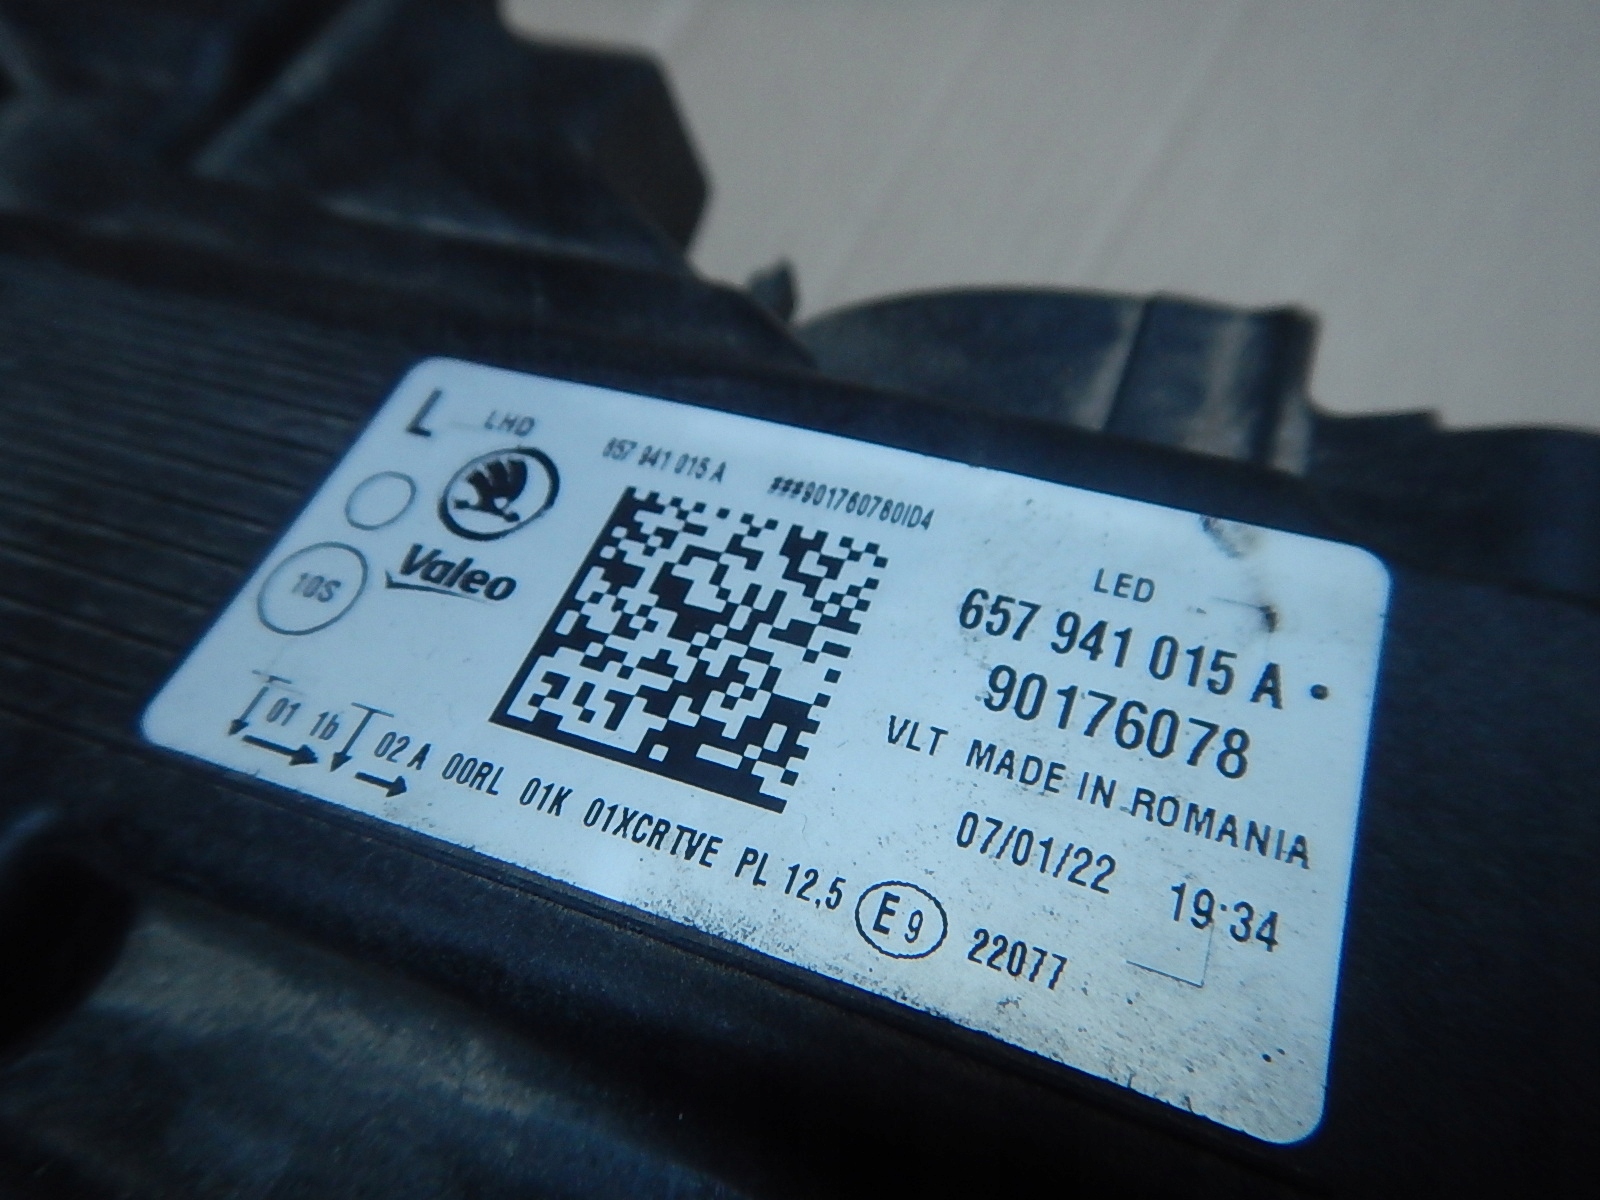 L LHD
657 941 015 A ###901760780ID4
10S
Valeo
LED
657 941 015 A •
90176078
VLT MADE IN ROMANIA
07/01/22 19:34
01 1b 02 A 00RL 01K 01XCRTVE PL 12,5 E9 22077